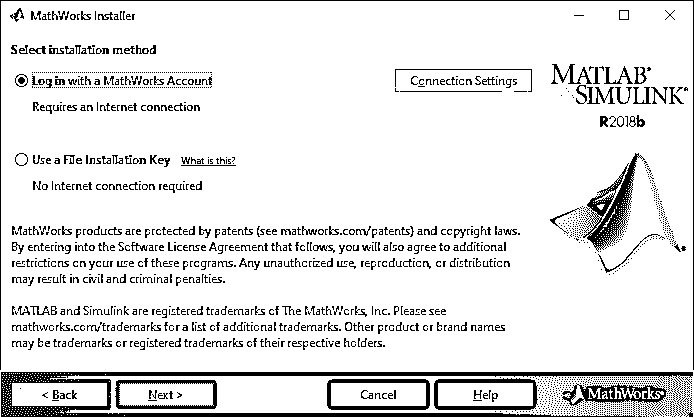 MathWorks Installer
Select installation method
Log in with a MathWorks Account
Connection Settings
Requires an Internet connection
MATLAB®
SIMULINK®
R2018b
Use a File Installation Key What is this?
No Internet connection required
MathWorks products are protected by patents (see mathworks.com/patents) and copyright laws.
By entering into the Software License Agreement that follows, you will also agree to additional
restrictions on your use of these programs. Any unauthorized use, reproduction, or distribution
may result in civil and criminal penalties.
MATLAB and Simulink are registered trademarks of The MathWorks, Inc. Please see
mathworks.com/trademarks for a list of additional trademarks. Other product or brand names
may be trademarks or registered trademarks of their respective holders.
< Back Next > Cancel Help MathWorks®